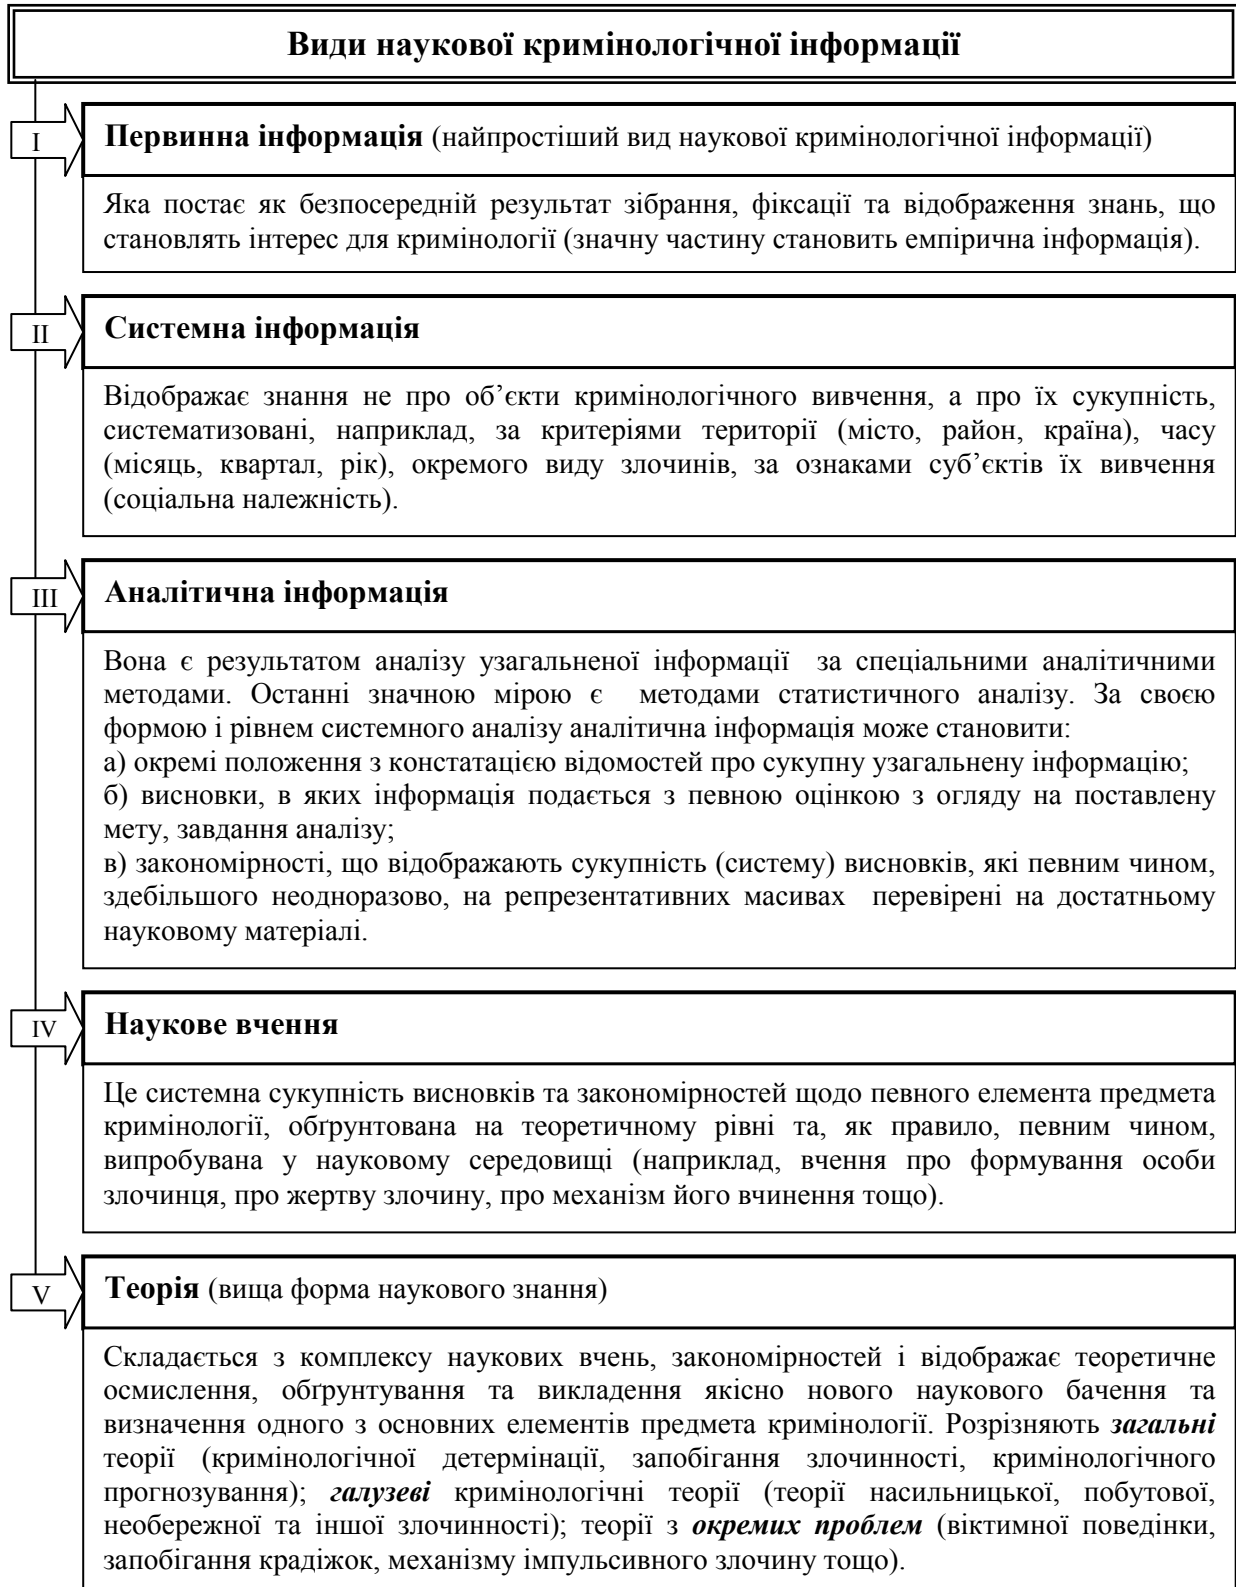 Види наукової кримінологічної інформації
I
Первинна інформація (найпростіший вид наукової кримінологічної інформації)
Яка постає як безпосередній результат зібрання, фіксації та відображення знань, що
становлять інтерес для кримінології (значну частину становить емпірична інформація).
II
Системна інформація
Відображає знання не про об’єкти кримінологічного вивчення, а про їх сукупність,
систематизовані, наприклад, за критеріями території (місто, район, країна), часу
(місяць, квартал, рік), окремого виду злочинів, за ознаками суб’єктів їх вивчення
(соціальна належність).
III
Аналітична інформація
Вона є результатом аналізу узагальненої інформації за спеціальними аналітичними
методами. Останні значною мірою є методами статистичного аналізу. За своєю
формою і рівнем системного аналізу аналітична інформація може становити:
а) окремі положення з констатацією відомостей про сукупну узагальнену інформацію;
б) висновки, в яких інформація подається з певною оцінкою з огляду на поставлену
мету, завдання аналізу;
в) закономірності, що відображають сукупність (систему) висновків, які певним чином,
здебільшого неодноразово, на репрезентативних масивах перевірені на достатньому
науковому матеріалі.
IV
Наукове вчення
Це системна сукупність висновків та закономірностей щодо певного елемента предмета
кримінології, обґрунтована на теоретичному рівні та, як правило, певним чином,
випробувана у науковому середовищі (наприклад, вчення про формування особи
злочинця, про жертву злочину, про механізм його вчинення тощо).
V
Теорія (вища форма наукового знання)
Складається з комплексу наукових вчень, закономірностей і відображає теоретичне
осмислення, обґрунтування та викладення якісно нового наукового бачення та
визначення одного з основних елементів предмета кримінології. Розрізняють загальні
теорії (кримінологічної детермінації, запобігання злочинності, кримінологічного
прогнозування); галузеві кримінологічні теорії (теорії насильницької, побутової,
необережної та іншої злочинності); теорії з окремих проблем (віктимної поведінки,
запобігання крадіжок, механізму імпульсивного злочину тощо).